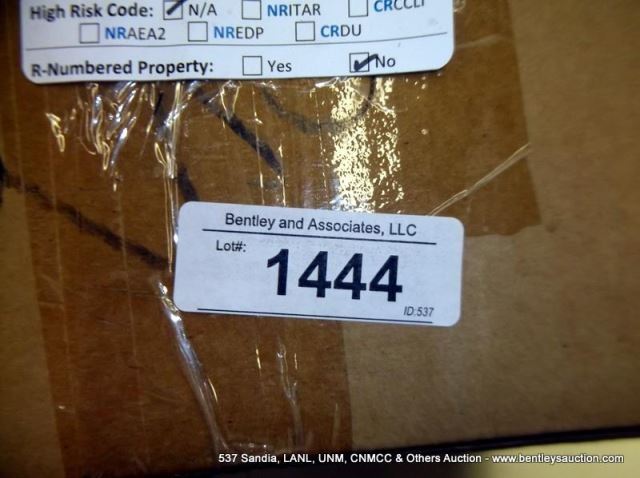 High Risk Code: N/A NRITAR CRCCLI
NRAEA2 NREDP CRDU
R-Numbered Property: Yes No
Bentley and Associates, LLC
Lot#:
1444
ID:537
537 Sandia, LANL, UNM, CNMCC & Others Auction - www.bentleysauction.com